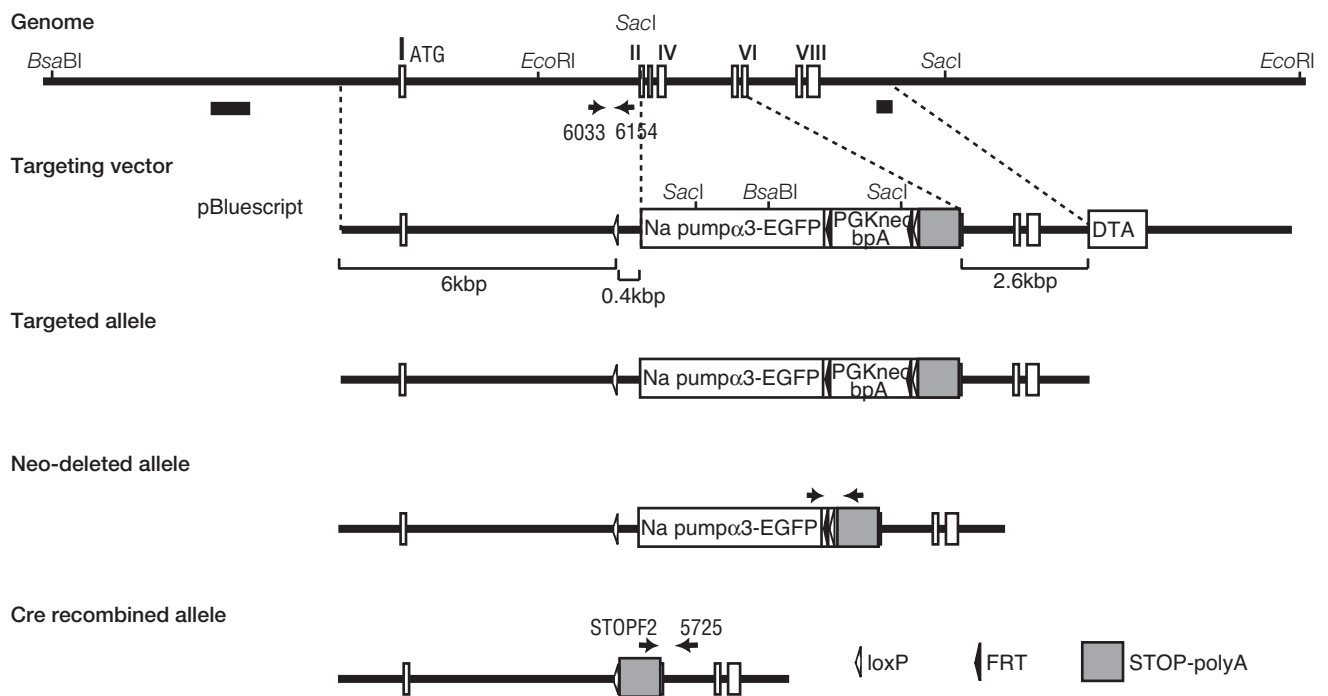 Genome
SacI
I ATG
II IV VI VIII
BsaBI EcoRI SacI EcoRI
6033 6154
Targeting vector
pBluescript
SacI BsaBI SacI
Na pumpα3-EGFP PGKneo bpA DTA
6kbp 0.4kbp 2.6kbp
Targeted allele
Na pumpα3-EGFP PGKneo bpA
Neo-deleted allele
Na pumpα3-EGFP
Cre recombined allele
STOPF2 5725
loxP FRT STOP-polyA